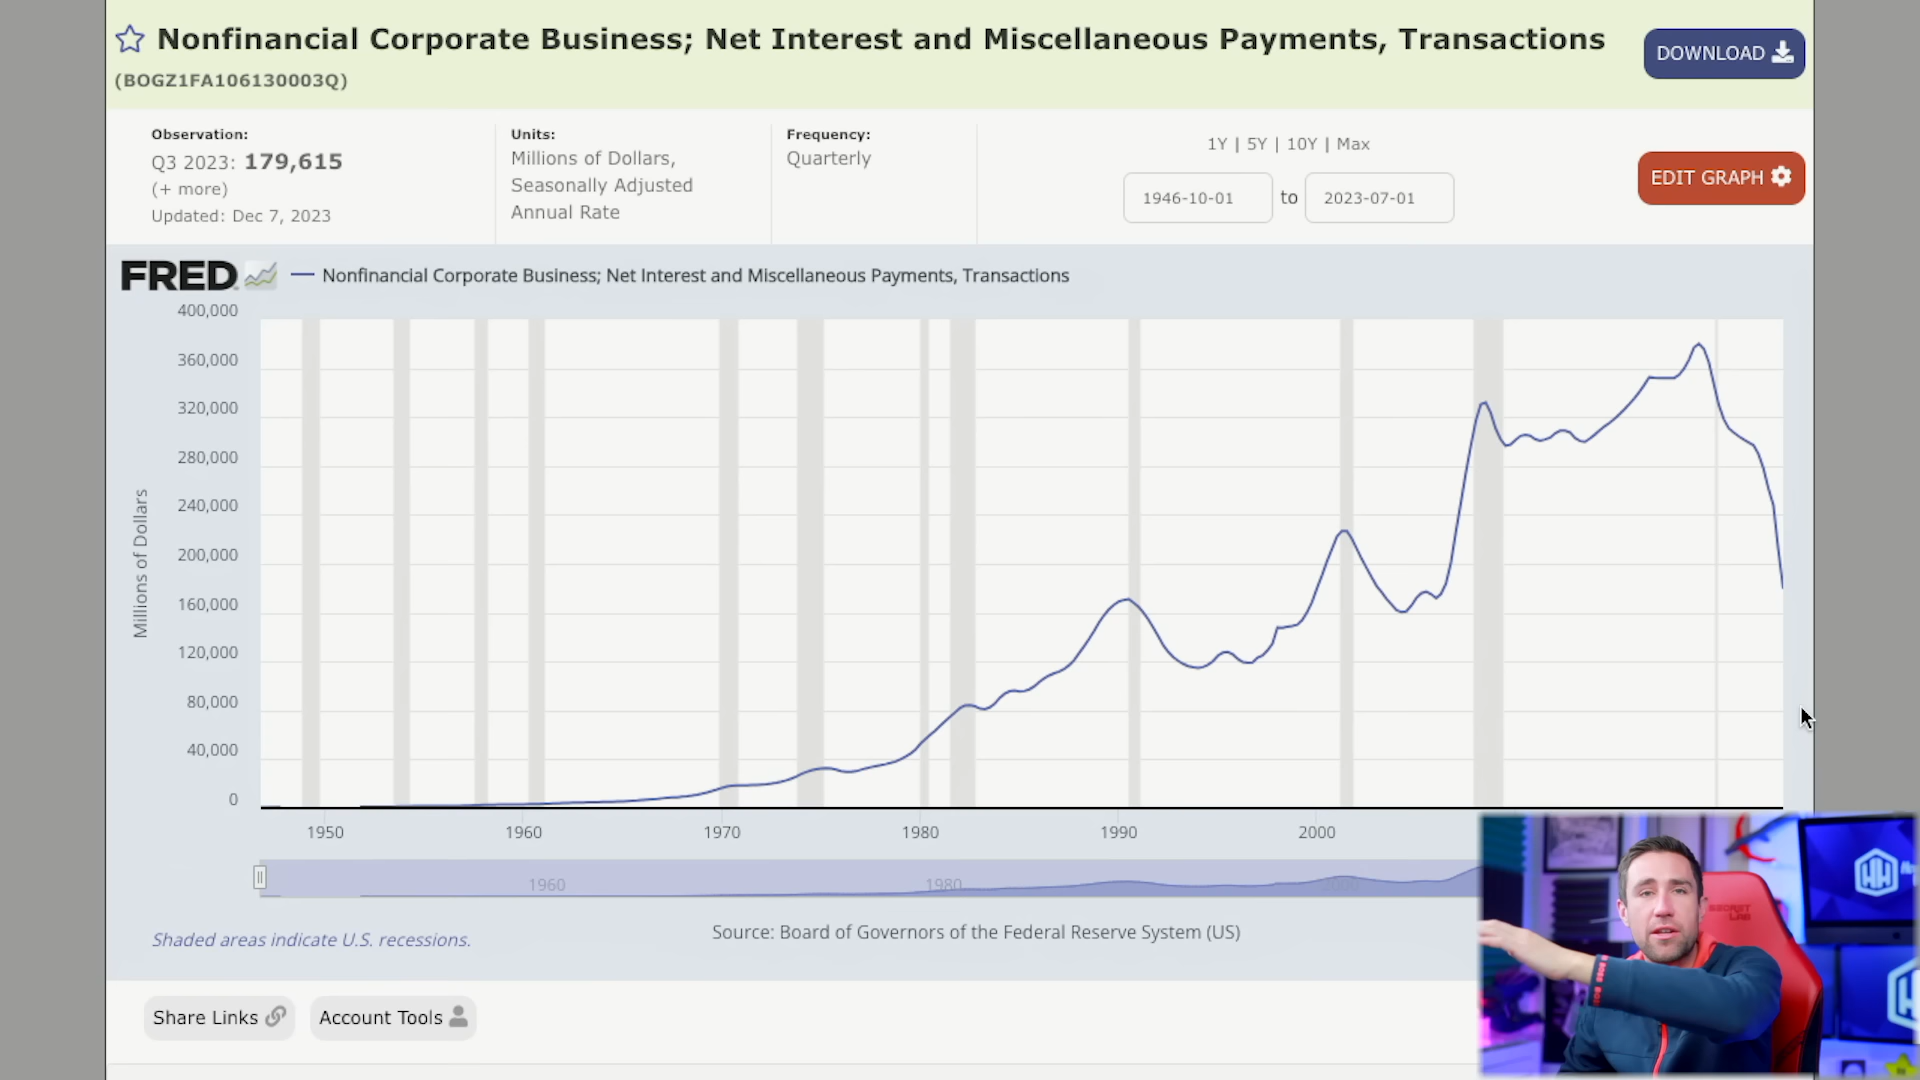 Nonfinancial Corporate Business; Net Interest and Miscellaneous Payments, Transactions
(BOGZ1FA106130003Q)
DOWNLOAD
Observation:
Q3 2023: 179,615
(+ more)
Updated: Dec 7, 2023
Units:
Millions of Dollars,
Seasonally Adjusted
Annual Rate
Frequency:
Quarterly
1Y | 5Y | 10Y | Max
1946-10-01 to 2023-07-01
EDIT GRAPH
FRED
Nonfinancial Corporate Business; Net Interest and Miscellaneous Payments, Transactions
400,000
360,000
320,000
280,000
240,000
200,000
160,000
120,000
80,000
40,000
0
Millions of Dollars
1950 1960 1970 1980 1990 2000
1960 1980 2000
Shaded areas indicate U.S. recessions.
Source: Board of Governors of the Federal Reserve System (US)
Share Links
Account Tools
SECRET
LAB